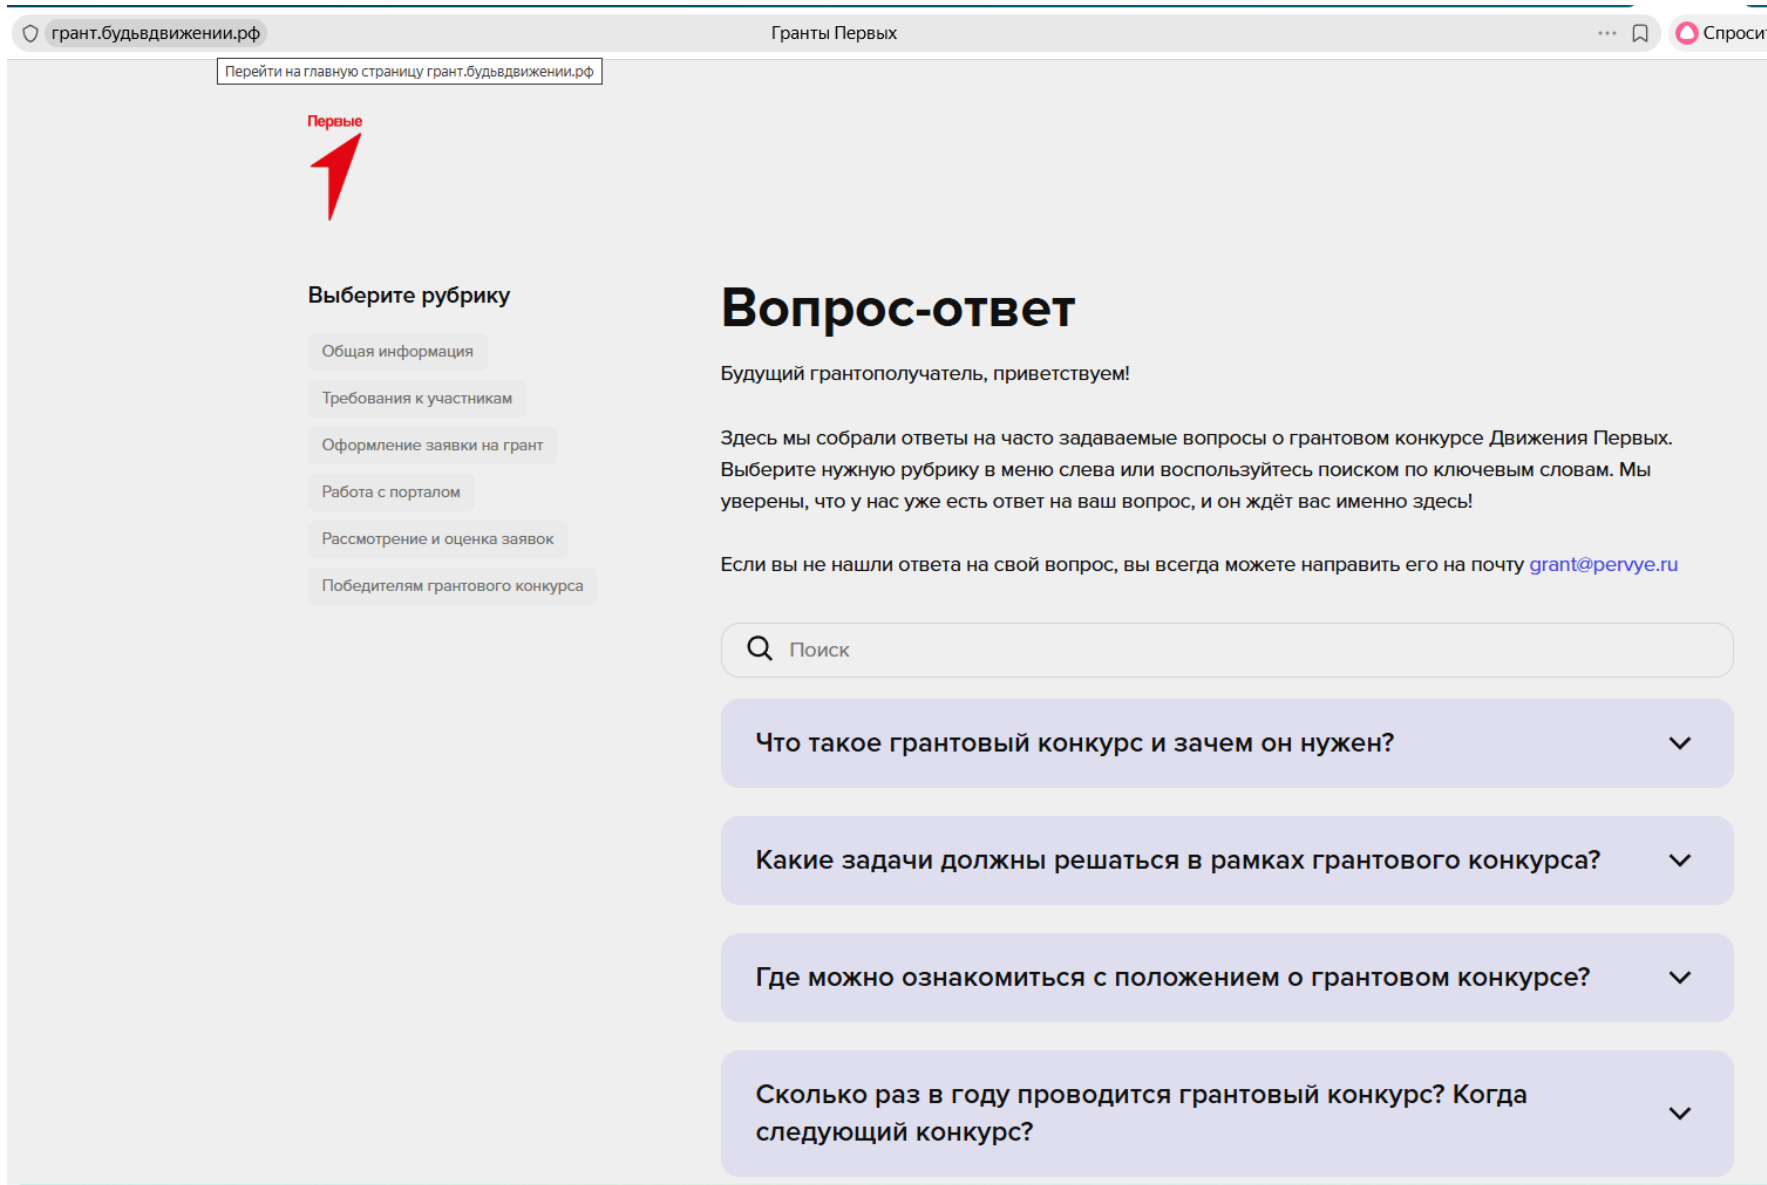 грант.будьвдвижении.рф
Гранты Первых
Перейти на главную страницу грант.будьвдвижении.рф
Первые
Выберите рубрику
Общая информация
Требования к участникам
Оформление заявки на грант
Работа с порталом
Рассмотрение и оценка заявок
Победителям грантового конкурса
Вопрос-ответ
Будущий грантополучатель, приветствуем!
Здесь мы собрали ответы на часто задаваемые вопросы о грантовом конкурсе Движения Первых.
Выберите нужную рубрику в меню слева или воспользуйтесь поиском по ключевым словам. Мы
уверены, что у нас уже есть ответ на ваш вопрос, и он ждёт вас именно здесь!
Если вы не нашли ответа на свой вопрос, вы всегда можете направить его на почту grant@pervye.ru
Поиск
Что такое грантовый конкурс и зачем он нужен?
Какие задачи должны решаться в рамках грантового конкурса?
Где можно ознакомиться с положением о грантовом конкурсе?
Сколько раз в году проводится грантовый конкурс? Когда
следующий конкурс?